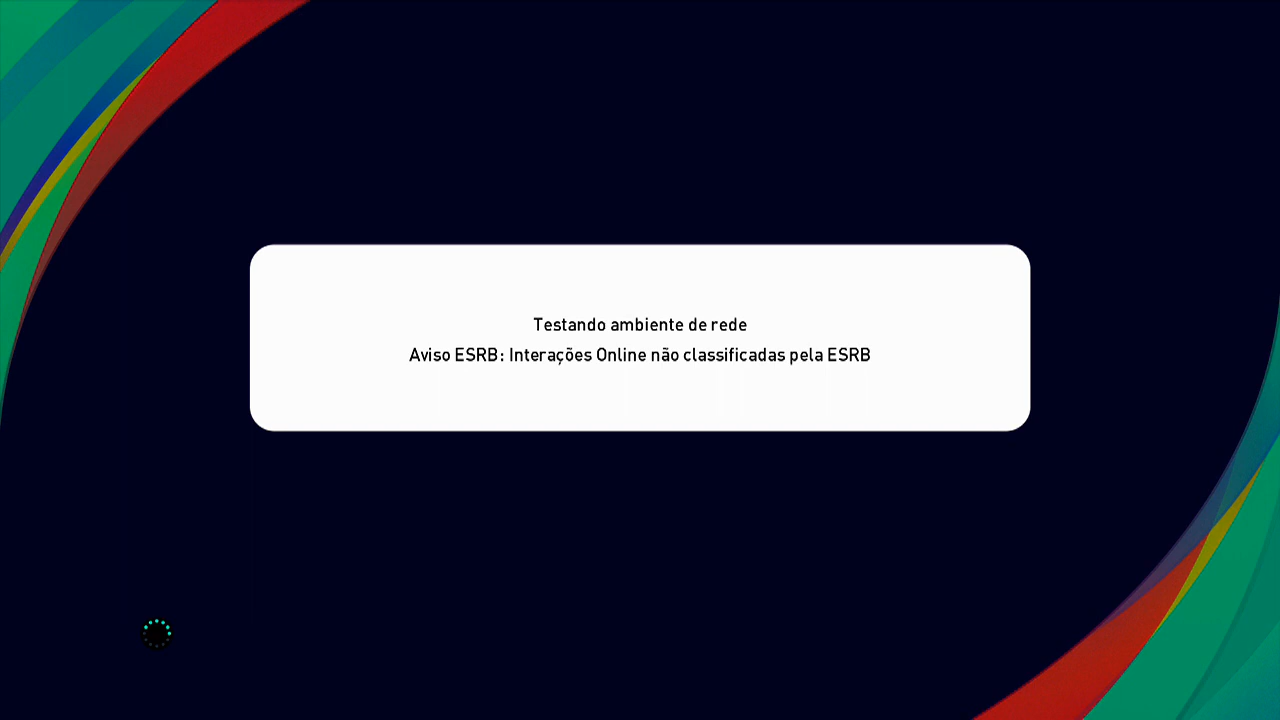 Testando ambiente de rede
Aviso ESRB: Interações Online não classificadas pela ESRB